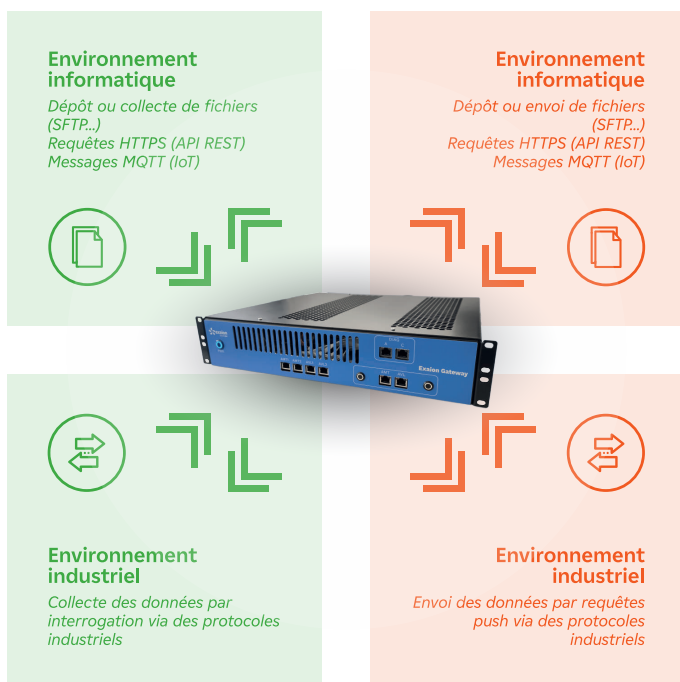 Environnement
informatique
Dépôt ou collecte de fichiers
(SFTP...)
Requêtes HTTPS (API REST)
Messages MQTT (IoT)
Environnement
informatique
Dépôt ou envoi de fichiers
(SFTP...)
Requêtes HTTPS (API REST)
Messages MQTT (IoT)
Exaion Gateway
Environnement
industriel
Collecte des données par
interrogation via des protocoles
industriels
Environnement
industriel
Envoi des données par requêtes
push via des protocoles
industriels